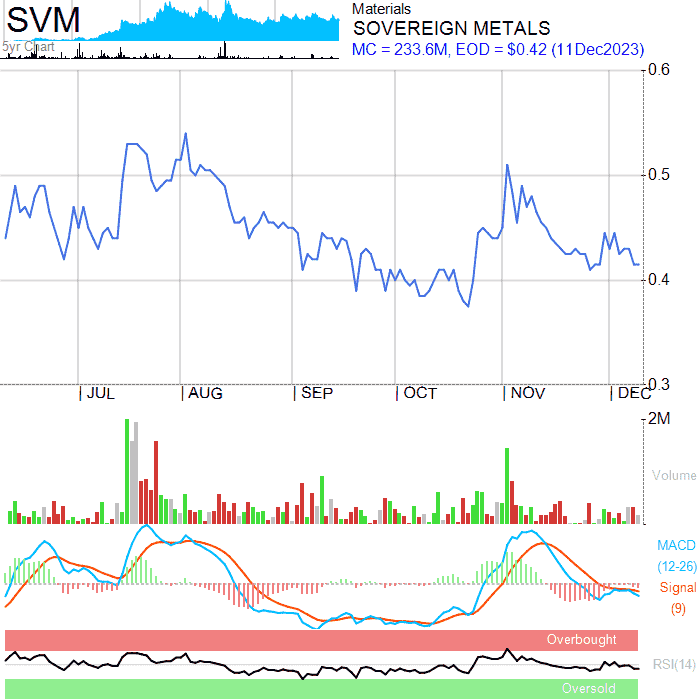 SVM
5yr Chart
Materials
SOVEREIGN METALS
MC = 233.6M, EOD = $0.42 (11Dec2023)
0.6
0.5
0.4
0.3
JUL AUG SEP OCT NOV DEC
2M
Volume
MACD
(12-26)
Signal
(9)
Overbought
RSI(14)
Oversold